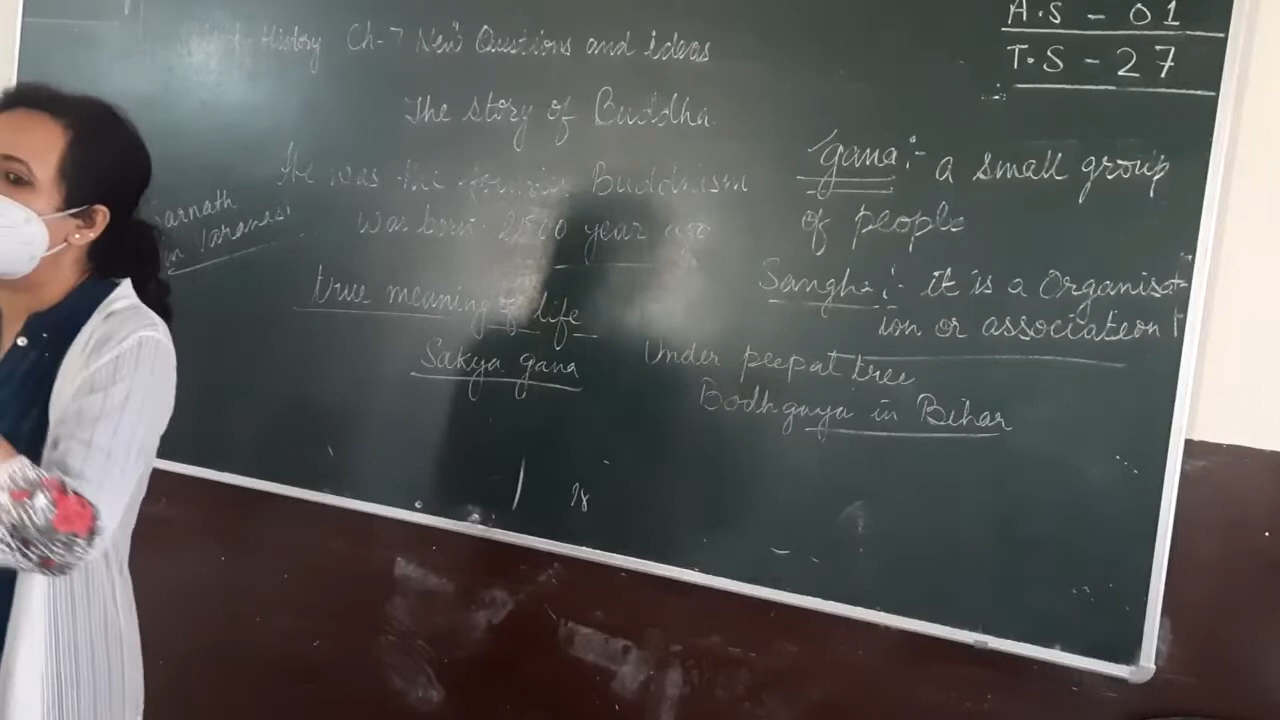 History Ch-7 New Questions and ideas
The story of Buddha.
He was the founder Buddhism
was born 2500 year ago
true meaning of life
Sakya gana
Under peepat tree
Bodhgaya in Bihar
arnath
in Varanasi
A.S - 01
T.S - 27
gana :- a small group
of people
Sangha :- it is a Organisat-
ion or association